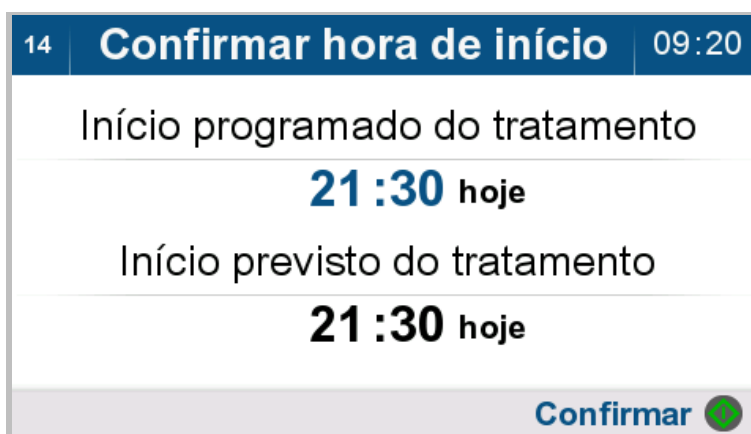 14 Confirmar hora de início 09:20
Início programado do tratamento
21:30 hoje
Início previsto do tratamento
21:30 hoje
Confirmar